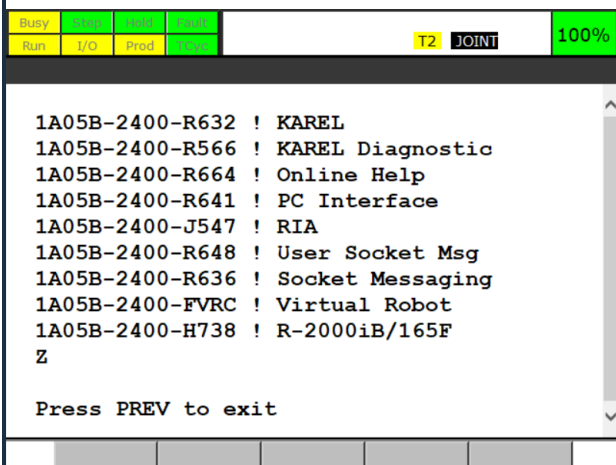 Busy Step Hold Fault
Run I/O Prod TCyc
T2 JOINT
100%
1A05B-2400-R632 ! KAREL
1A05B-2400-R566 ! KAREL Diagnostic
1A05B-2400-R664 ! Online Help
1A05B-2400-R641 ! PC Interface
1A05B-2400-J547 ! RIA
1A05B-2400-R648 ! User Socket Msg
1A05B-2400-R636 ! Socket Messaging
1A05B-2400-FVRC ! Virtual Robot
1A05B-2400-H738 ! R-2000iB/165F
Z
Press PREV to exit